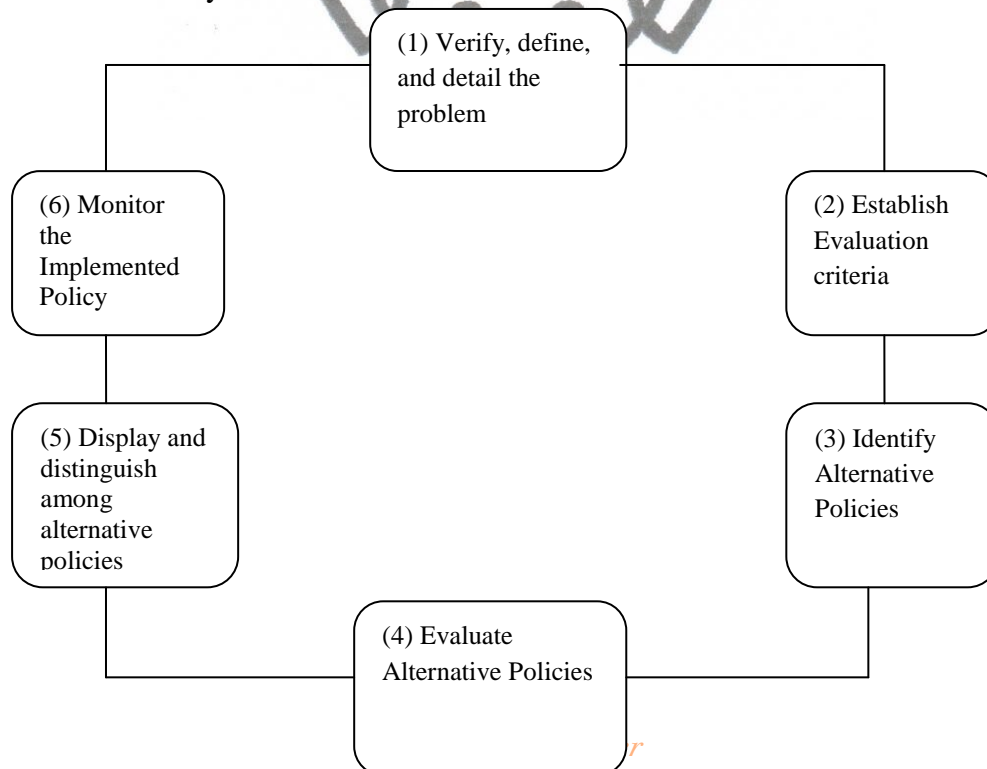 (1) Verify, define,
and detail the
problem
(2) Establish
Evaluation
criteria
(3) Identify
Alternative
Policies
(4) Evaluate
Alternative Policies
(5) Display and
distinguish
among
alternative
policies
(6) Monitor
the
Implemented
Policy